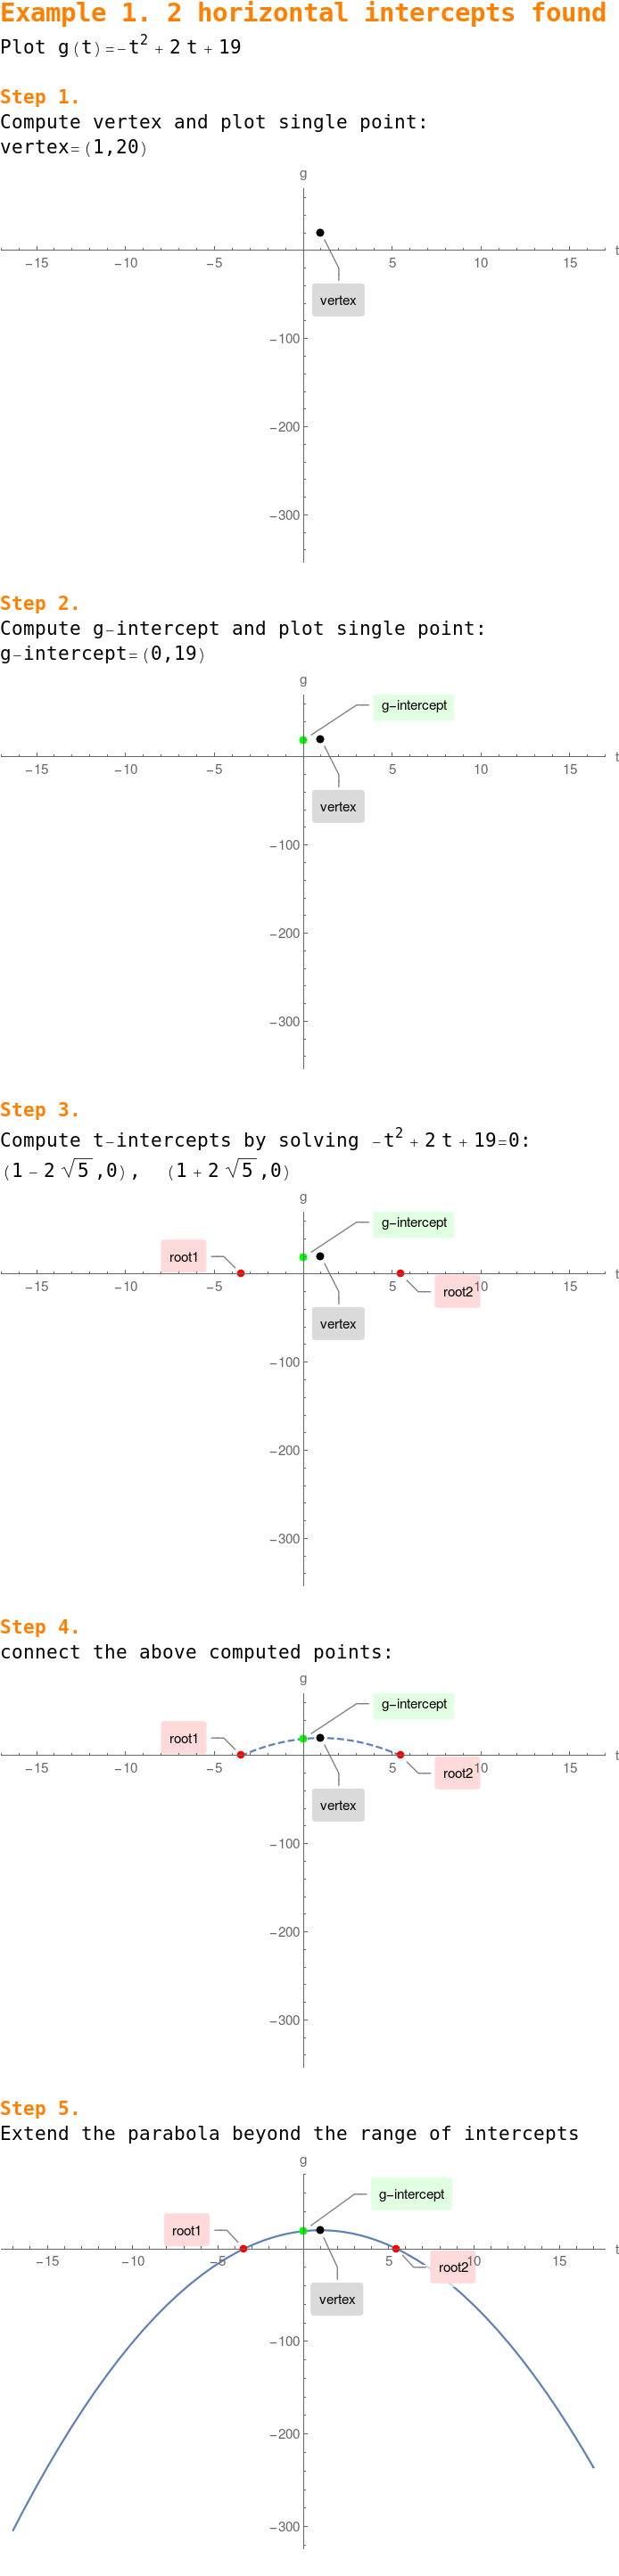 Example 1. 2 horizontal intercepts found
Plot g(t)=-t² + 2 t + 19
Step 1.
Compute vertex and plot single point:
vertex=(1,20)
g
t
-15 -10 -5 5 10 15
vertex
-100
-200
-300
Step 2.
Compute g-intercept and plot single point:
g-intercept=(0,19)
g
g-intercept
t
-15 -10 -5 5 10 15
vertex
-100
-200
-300
Step 3.
Compute t-intercepts by solving -t² + 2 t + 19=0:
(1 - 2 √5 ,0), (1 + 2 √5 ,0)
g
g-intercept
root1
t
-15 -10 -5 5 10 15
root2
vertex
-100
-200
-300
Step 4.
connect the above computed points:
g
g-intercept
root1
t
-15 -10 -5 5 10 15
root2
vertex
-100
-200
-300
Step 5.
Extend the parabola beyond the range of intercepts
g
g-intercept
root1
t
-15 -10 -5 5 10 15
root2
vertex
-100
-200
-300